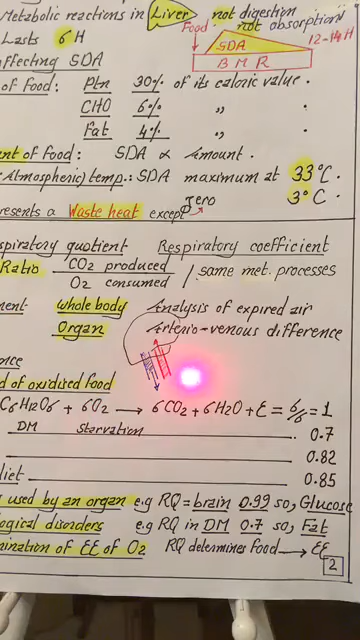 Metabolic reactions in Liver not digestion
not absorption
Lasts 6 H
Food
SDA
12-14H
B M R
affecting SDA
of Food: Ptn 30% of its caloric value.
CHO 6% ,, .
Fat 4% ,, .
nt of Food: SDA ∝ Amount.
Atmospheric) temp.: SDA maximum at 33°C.
zero 3°C.
resents a Waste heat except
spiratory quotient Respiratory coefficient
Ratio CO2 produced / O2 consumed / same met. processes
ment whole body Analysis of expired air
Organ Arterio-venous difference
nce
d of oxidised food
C6H12O6 + 6O2 → 6CO2 + 6H2O + E = 6/6 = 1
DM Starvation 0.7
0.82
diet 0.85
used by an organ e.g RQ = brain 0.99 so, Glucose
logical disorders e.g RQ in DM 0.7 so, Fat
mination of EE of O2 RQ determines food → EE
2